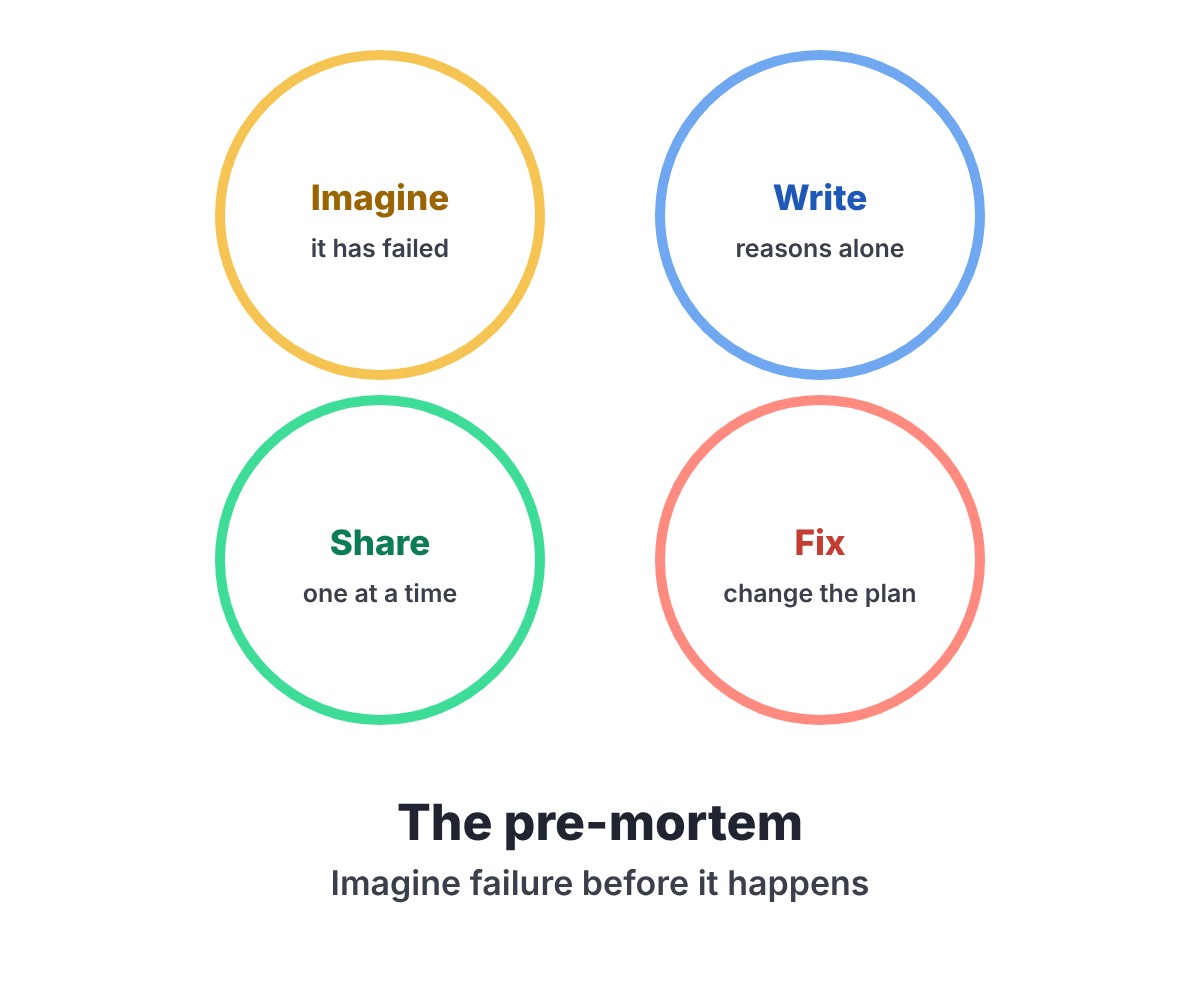 Imagine
it has failed
Write
reasons alone
Share
one at a time
Fix
change the plan
The pre-mortem
Imagine failure before it happens